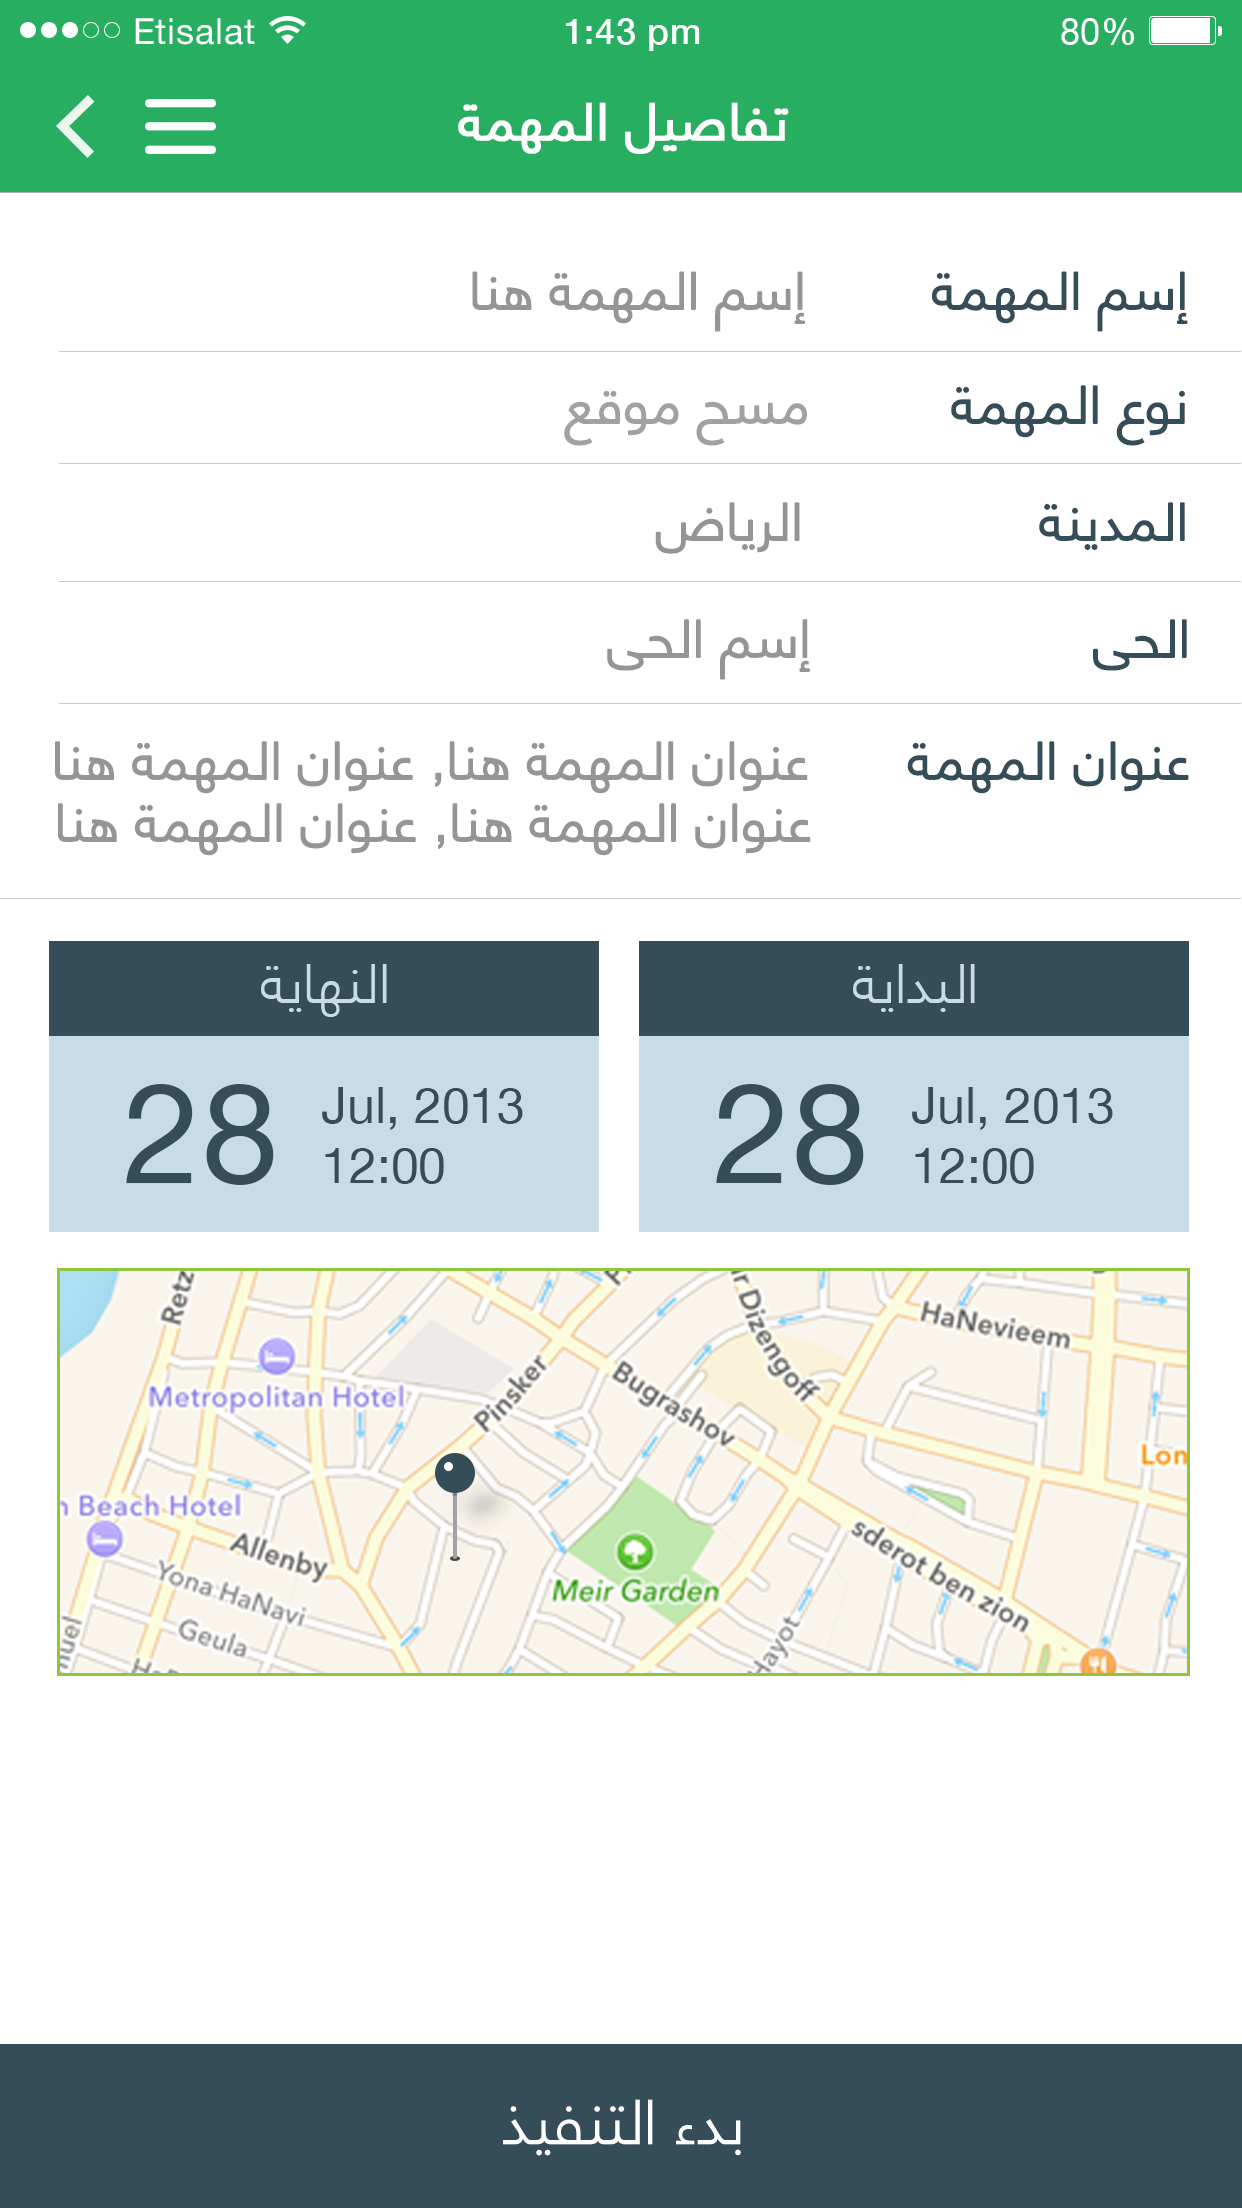 Etisalat 1:43 pm 80%
تفاصيل المهمة
إسم المهمة إسم المهمة هنا
نوع المهمة مسح موقع
المدينة الرياض
الحى إسم الحى
عنوان المهمة عنوان المهمة هنا, عنوان المهمة هنا
عنوان المهمة هنا, عنوان المهمة هنا
البداية
28 Jul, 2013
12:00
النهاية
28 Jul, 2013
12:00
Retz
Dizengoff
HaNevieem
Metropolitan Hotel
Pinsker
Bugrashov
Lon
Beach Hotel
Allenby
Yona HaNavi
Geula
Meir Garden
sderot ben zion
Hayot
بدء التنفيذ